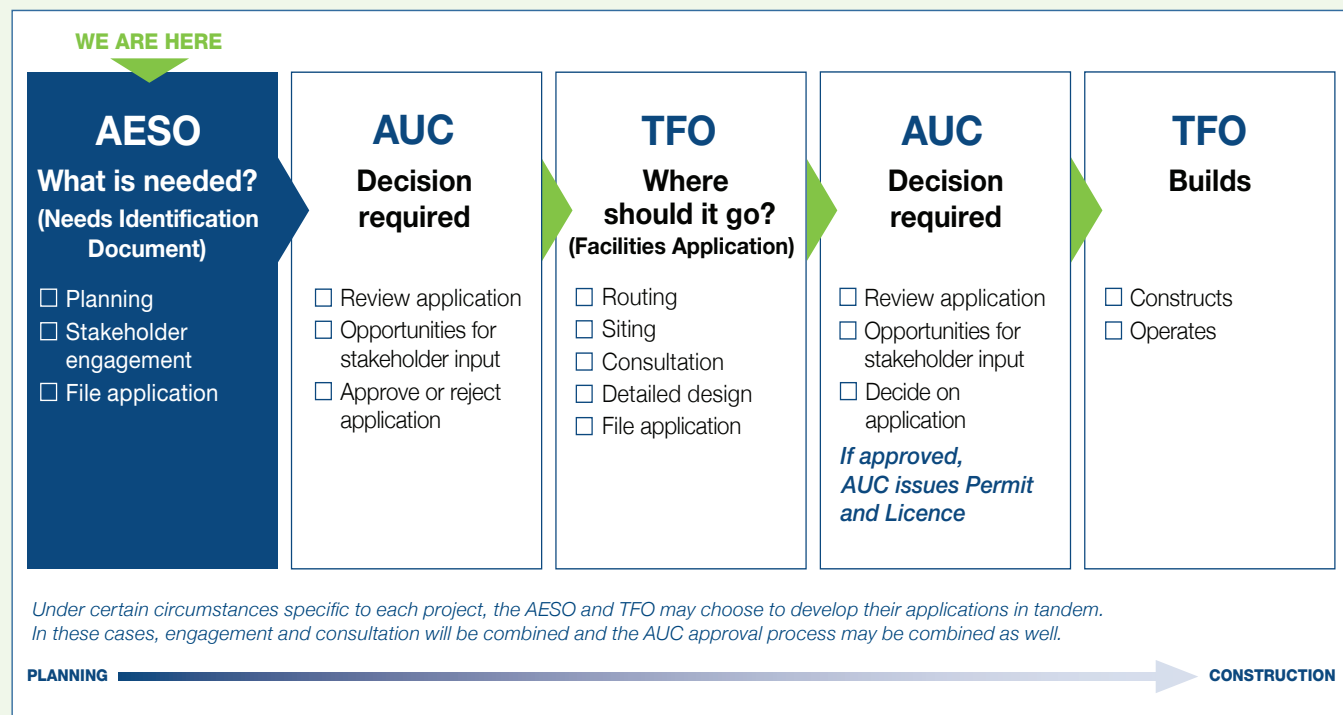 WE ARE HERE
AESO
What is needed?
(Needs Identification
Document)
☐ Planning
☐ Stakeholder
engagement
☐ File application
AUC
Decision
required
☐ Review application
☐ Opportunities for
stakeholder input
☐ Approve or reject
application
TFO
Where
should it go?
(Facilities Application)
☐ Routing
☐ Siting
☐ Consultation
☐ Detailed design
☐ File application
AUC
Decision
required
☐ Review application
☐ Opportunities for
stakeholder input
☐ Decide on
application
If approved,
AUC issues Permit
and Licence
TFO
Builds
☐ Constructs
☐ Operates
Under certain circumstances specific to each project, the AESO and TFO may choose to develop their applications in tandem.
In these cases, engagement and consultation will be combined and the AUC approval process may be combined as well.
PLANNING
CONSTRUCTION